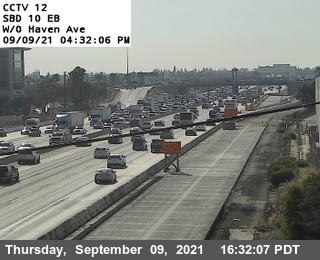 CCTV 12
SBD 10 EB
W/O Haven Ave
09/09/21 04:32:06 PM
Thursday, September 09, 2021 16:32:07 PDT